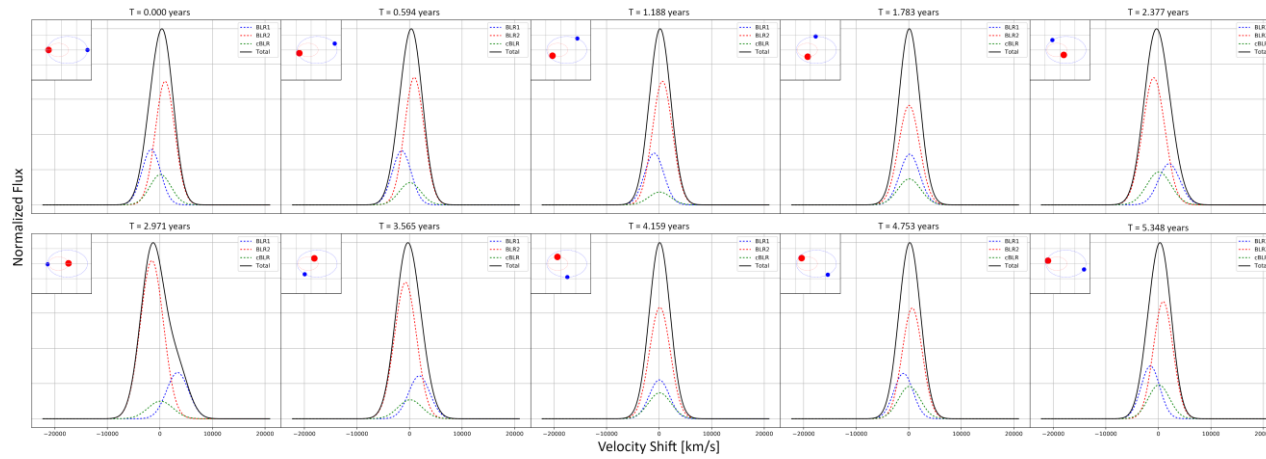 T = 0.000 years
T = 0.594 years
T = 1.188 years
T = 1.783 years
T = 2.377 years
BLR1
BLR2
cBLR
Total
BLR1
BLR2
cBLR
Total
BLR1
BLR2
cBLR
Total
BLR1
BLR2
cBLR
Total
BLR1
BLR2
cBLR
Total
−20000 −10000 0 10000 20000
−20000 −10000 0 10000 20000
−20000 −10000 0 10000 20000
−20000 −10000 0 10000 20000
−20000 −10000 0 10000 20000
Normalized Flux
T = 2.971 years
T = 3.565 years
T = 4.159 years
T = 4.753 years
T = 5.348 years
BLR1
BLR2
cBLR
Total
BLR1
BLR2
cBLR
Total
BLR1
BLR2
cBLR
Total
BLR1
BLR2
cBLR
Total
BLR1
BLR2
cBLR
Total
−20000 −10000 0 10000 20000
−20000 −10000 0 10000 20000
−20000 −10000 0 10000 20000
−20000 −10000 0 10000 20000
−20000 −10000 0 10000 20000
Velocity Shift [km/s]